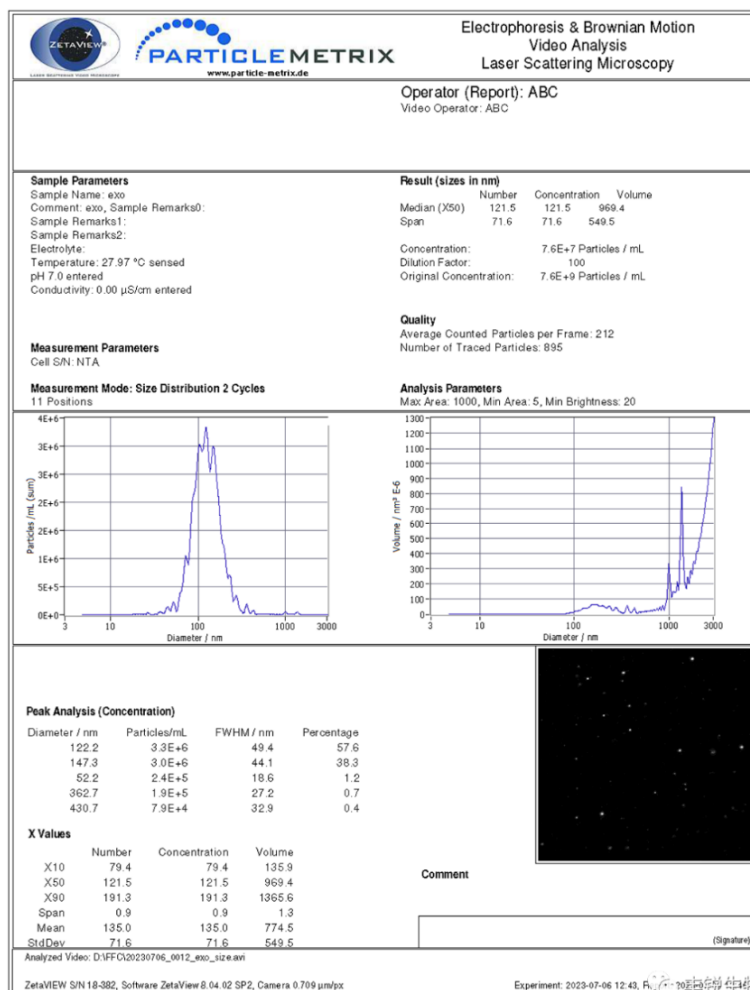 ZETAVIEW®
LASER SCATTERING VIDEO MICROSCOPY
PARTICLEMETRIX
www.particle-metrix.de
Electrophoresis & Brownian Motion
Video Analysis
Laser Scattering Microscopy
Operator (Report): ABC
Video Operator: ABC
Sample Parameters
Sample Name: exo
Comment: exo, Sample Remarks0:
Sample Remarks1:
Sample Remarks2:
Electrolyte:
Temperature: 27.97 °C sensed
pH 7.0 entered
Conductivity: 0.00 µS/cm entered
Measurement Parameters
Cell S/N: NTA
Measurement Mode: Size Distribution 2 Cycles
11 Positions
Result (sizes in nm)
Number Concentration Volume
Median (X50) 121.5 121.5 969.4
Span 71.6 71.6 549.5
Concentration: 7.6E+7 Particles / mL
Dilution Factor: 100
Original Concentration: 7.6E+9 Particles / mL
Quality
Average Counted Particles per Frame: 212
Number of Traced Particles: 895
Analysis Parameters
Max Area: 1000, Min Area: 5, Min Brightness: 20
Particles /mL (sum)
4E+6
3E+6
3E+6
2E+6
2E+6
1E+6
5E+5
0E+0
3 10 100 1000 3000
Diameter / nm
Volume / nm³ E-6
1300
1200
1100
1000
900
800
700
600
500
400
300
200
100
0
3 10 100 1000 3000
Diameter / nm
Peak Analysis (Concentration)
Diameter / nm Particles/mL FWHM / nm Percentage
122.2 3.3E+6 49.4 57.6
147.3 3.0E+6 44.1 38.3
52.2 2.4E+5 18.6 1.2
362.7 1.9E+5 27.2 0.7
430.7 7.9E+4 32.9 0.4
X Values
Number Concentration Volume
X10 79.4 79.4 135.9
X50 121.5 121.5 969.4
X90 191.3 191.3 1365.6
Span 0.9 0.9 1.3
Mean 135.0 135.0 774.5
StdDev 71.6 71.6 549.5
Comment
(Signature)
Analyzed Video: D:\FFC\20230706_0012_exo_size.avi
ZetaVIEW S/N 18-382, Software ZetaView 8.04.02 SP2, Camera 0.709 µm/px
Experiment: 2023-07-06 12:43,